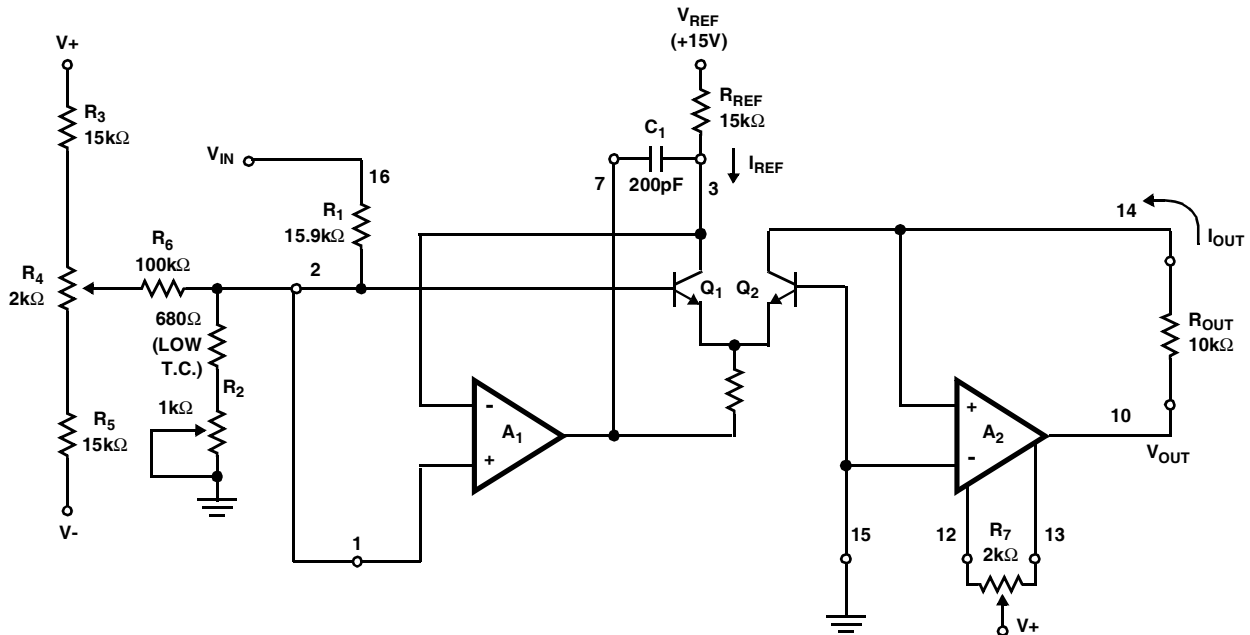 V+
R3
15kΩ
VIN
16
R1
15.9kΩ
R6
100kΩ
2
R4
2kΩ
680Ω
(LOW
T.C.)
R2
1kΩ
R5
15kΩ
V-
1
VREF
(+15V)
RREF
15kΩ
C1
200pF
7
3
IREF
Q1
Q2
-
A1
+
14
IOUT
ROUT
10kΩ
+
A2
-
10
VOUT
15
12
R7
2kΩ
13
V+